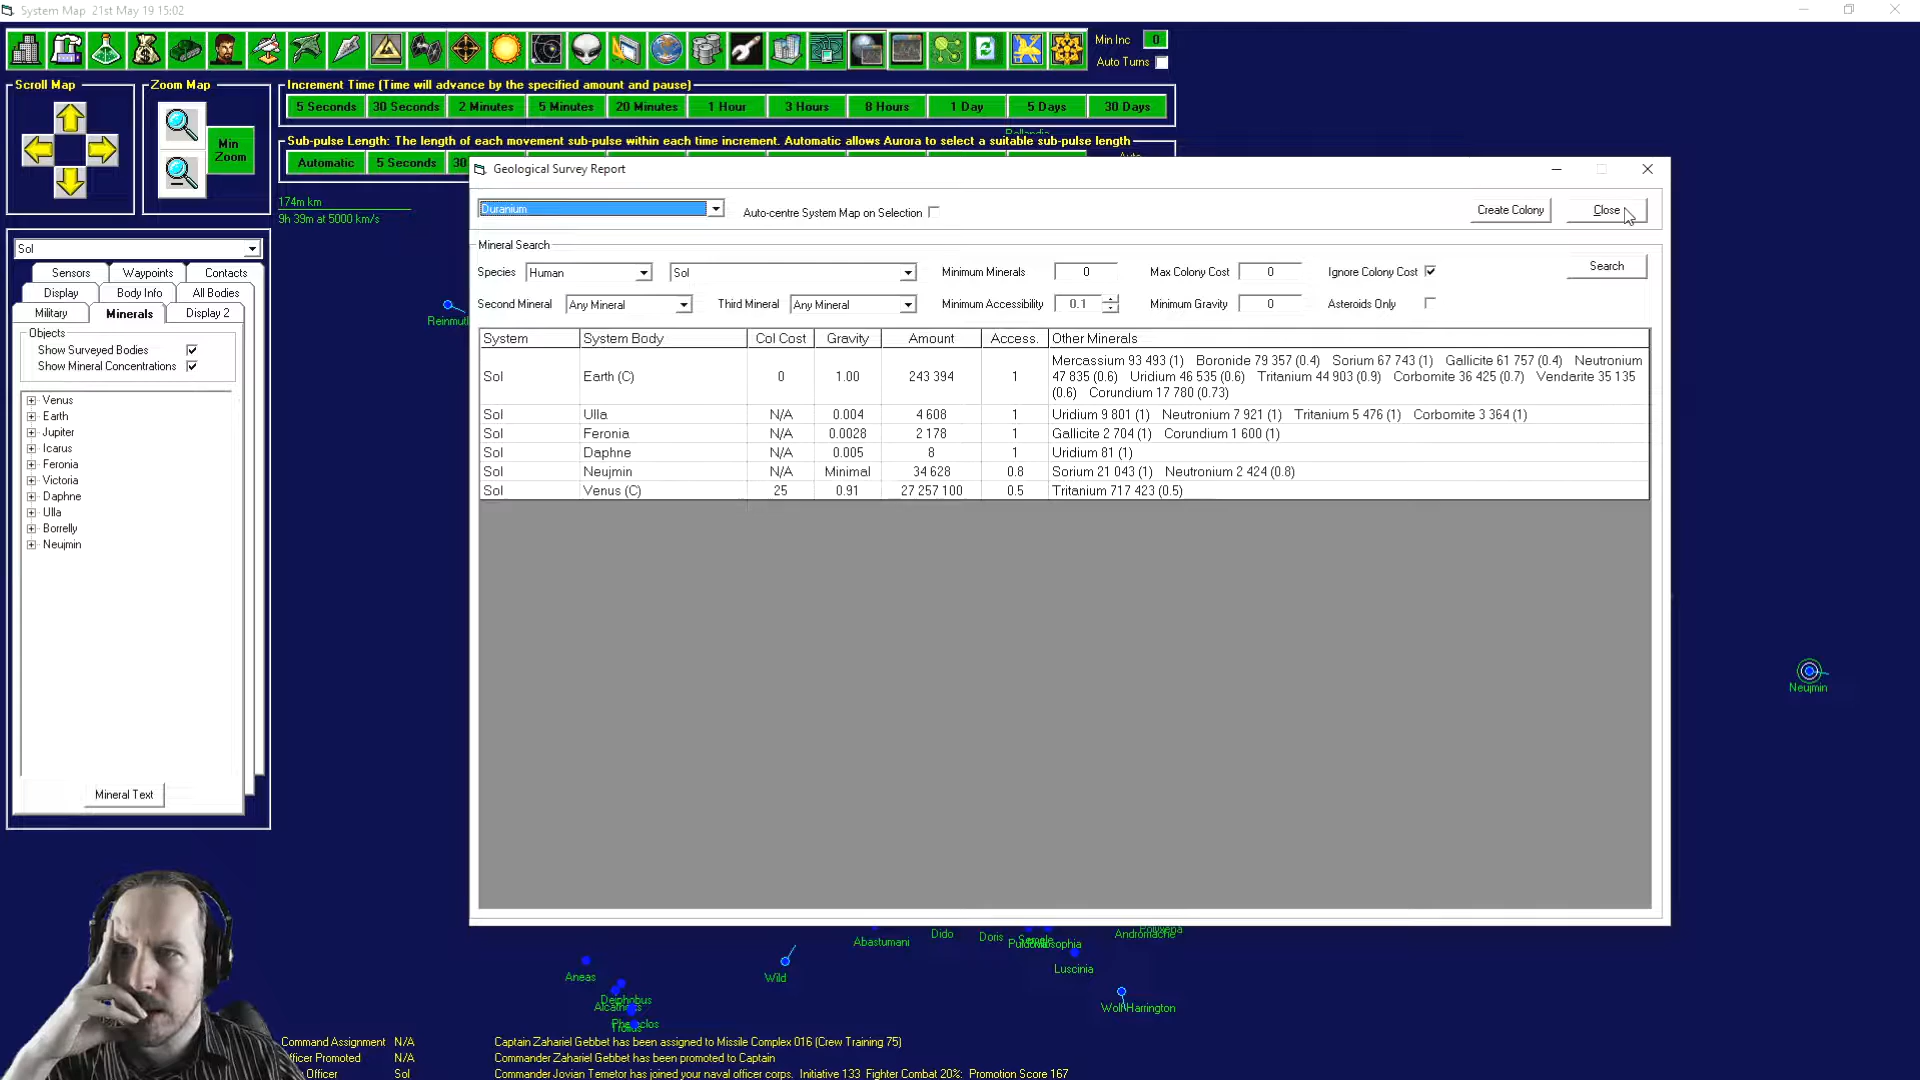 System Map 21st May 19 15:02
Min Inc 0
Auto Turns
Scroll Map
Zoom Map
Min Zoom
Increment Time (Time will advance by the specified amount and pause)
5 Seconds 30 Seconds 2 Minutes 5 Minutes 20 Minutes 1 Hour 3 Hours 8 Hours 1 Day 5 Days 30 Days
Sub-pulse Length: The length of each movement sub-pulse within each time increment. Automatic allows Aurora to select a suitable sub-pulse length
Automatic 5 Seconds 30
174m km
9h 39m at 5000 km/s
Sol
Sensors Waypoints Contacts
Display Body Info All Bodies
Military Minerals Display 2
Objects
Show Surveyed Bodies
Show Mineral Concentrations
Venus
Earth
Jupiter
Icarus
Feronia
Victoria
Daphne
Ulla
Borrelly
Neujmin
Mineral Text
Geological Survey Report
Duranium
Auto-centre System Map on Selection
Create Colony Close
Mineral Search
Species Human Sol Minimum Minerals 0 Max Colony Cost 0 Ignore Colony Cost Search
Second Mineral Any Mineral Third Mineral Any Mineral Minimum Accessibility 0.1 Minimum Gravity 0 Asteroids Only
System System Body Col Cost Gravity Amount Access. Other Minerals
Sol Earth (C) 0 1.00 243 394 1 Mercassium 93 493 (1) Boronide 79 357 (0.4) Sorium 67 743 (1) Gallicite 61 757 (0.4) Neutronium
47 835 (0.6) Uridium 46 535 (0.6) Tritanium 44 903 (0.9) Corbomite 36 425 (0.7) Vendarite 35 135
(0.6) Corundium 17 780 (0.73)
Sol Ulla N/A 0.004 4 608 1 Uridium 9 801 (1) Neutronium 7 921 (1) Tritanium 5 476 (1) Corbomite 3 364 (1)
Sol Feronia N/A 0.0028 2 178 1 Gallicite 2 704 (1) Corundium 1 600 (1)
Sol Daphne N/A 0.005 8 1 Uridium 81 (1)
Sol Neujmin N/A Minimal 34 628 0.8 Sorium 21 043 (1) Neutronium 2 424 (0.8)
Sol Venus (C) 25 0.91 27 257 100 0.5 Tritanium 717 423 (0.5)
Neujmin
Abastumani
Dido
Doris
Andromache
Luscinia
Aneas
Wild
Deiphobus
Wolf-Harrington
Command Assignment N/A Captain Zahariel Gebbet has been assigned to Missile Complex 016 (Crew Training 75)
fficer Promoted N/A Commander Zahariel Gebbet has been promoted to Captain
Officer Sol Commander Jovian Temetor has joined your naval officer corps. Initiative 133 Fighter Combat 20%: Promotion Score 167